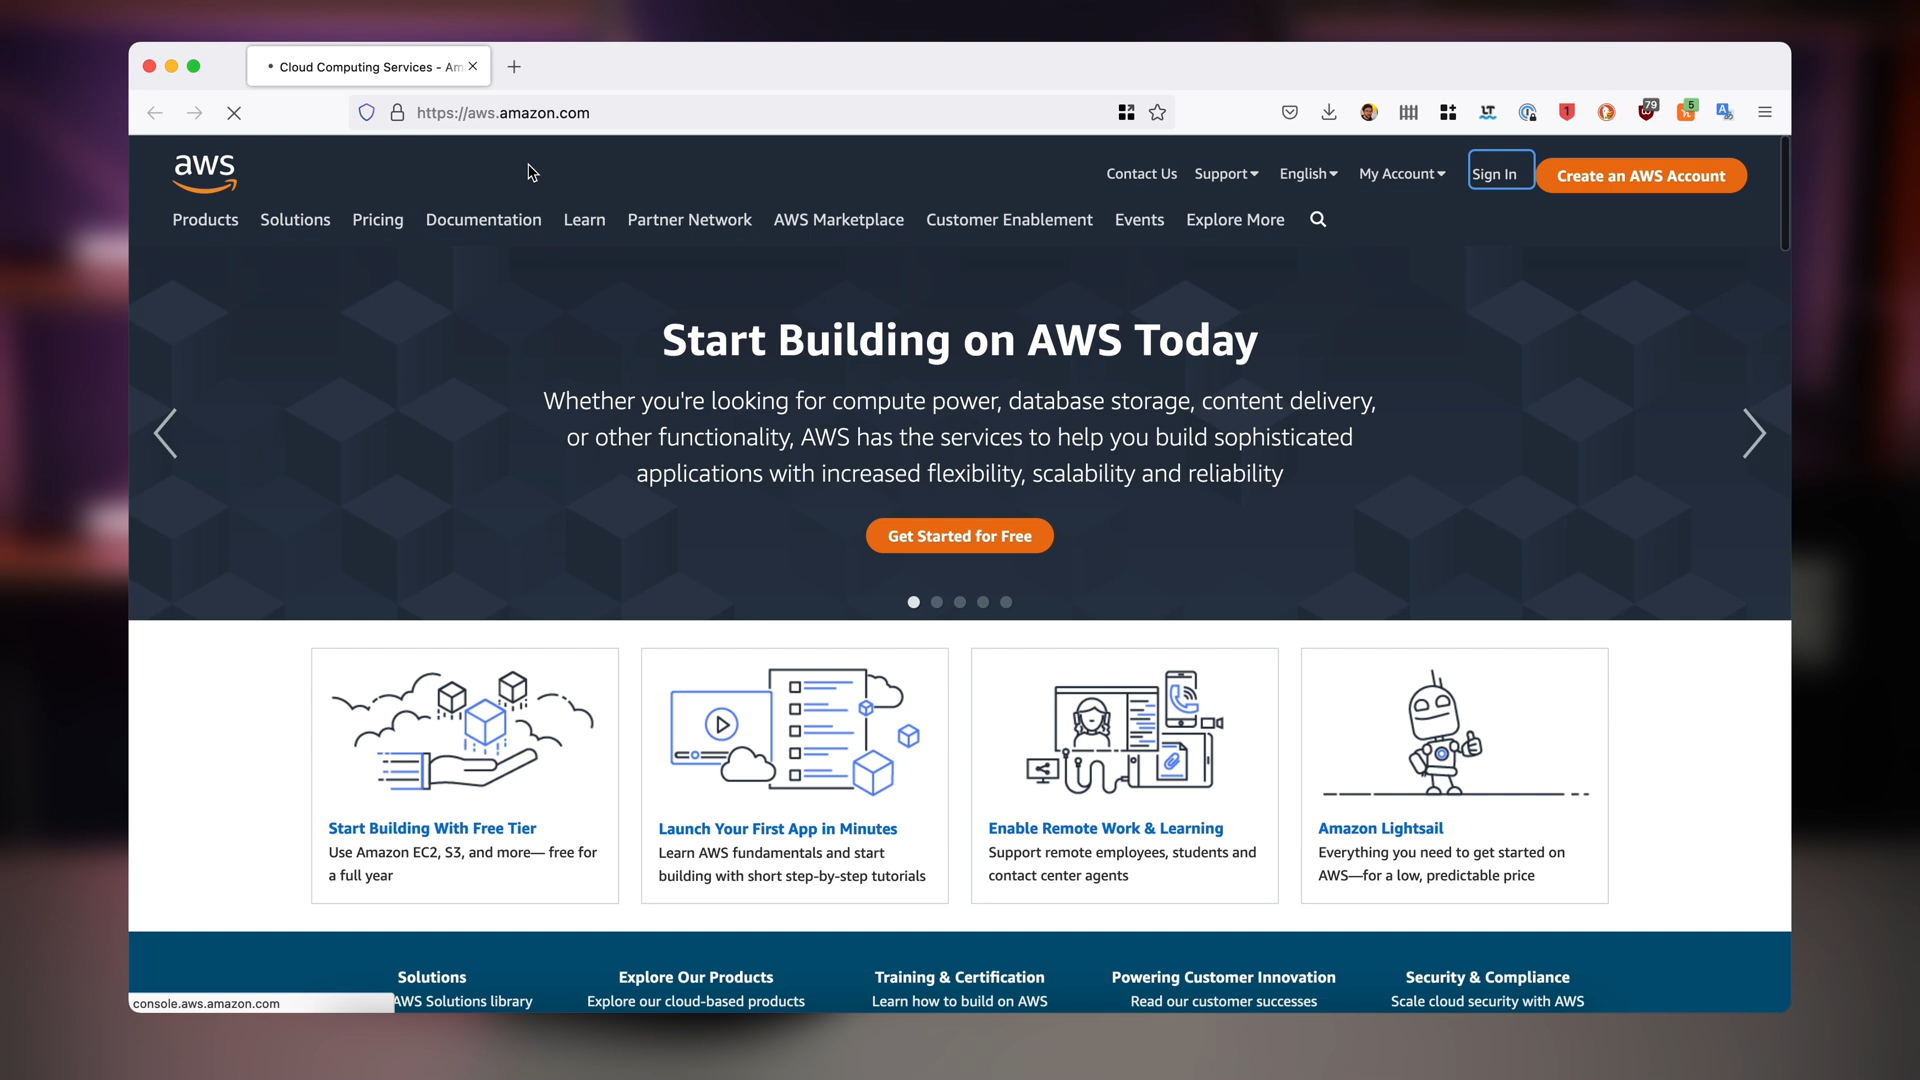 Cloud Computing Services - Am
https://aws.amazon.com
1
79
5
aws
Contact Us
Support
English
My Account
Sign In
Create an AWS Account
Products
Solutions
Pricing
Documentation
Learn
Partner Network
AWS Marketplace
Customer Enablement
Events
Explore More
Start Building on AWS Today
Whether you're looking for compute power, database storage, content delivery,
or other functionality, AWS has the services to help you build sophisticated
applications with increased flexibility, scalability and reliability
Get Started for Free
Start Building With Free Tier
Use Amazon EC2, S3, and more— free for
a full year
Launch Your First App in Minutes
Learn AWS fundamentals and start
building with short step-by-step tutorials
Enable Remote Work & Learning
Support remote employees, students and
contact center agents
Amazon Lightsail
Everything you need to get started on
AWS—for a low, predictable price
Solutions
AWS Solutions library
Explore Our Products
Explore our cloud-based products
Training & Certification
Learn how to build on AWS
Powering Customer Innovation
Read our customer successes
Security & Compliance
Scale cloud security with AWS
console.aws.amazon.com